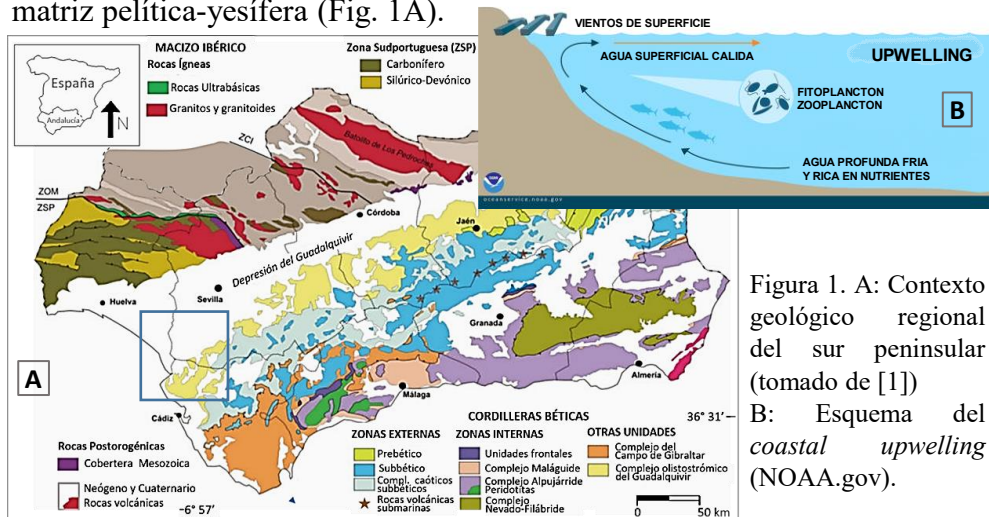 matriz pelítica-yesífera (Fig. 1A).
España
Andalucía
N
MACIZO IBÉRICO
Rocas Ígneas
Rocas Ultrabásicas
Granitos y granitoides
Zona Sudportuguesa (ZSP)
Carbonífero
Silúrico-Devónico
VIENTOS DE SUPERFICIE
AGUA SUPERFICIAL CALIDA
UPWELLING
FITOPLANCTON
ZOOPLANCTON
B
AGUA PROFUNDA FRIA
Y RICA EN NUTRIENTES
oceanservice.noaa.gov
ZCI
Batolito de Los Pedroches
ZOM
ZSP
Córdoba
Jaén
Depresión del Guadalquivir
Huelva
Sevilla
Granada
A
Cádiz
Málaga
Almería
36° 31'
CORDILLERAS BÉTICAS
Rocas Postorogénicas
Cobertera Mesozoica
Neógeno y Cuaternario
Rocas volcánicas
-6° 57'
ZONAS EXTERNAS
Prebético
Subbético
Compl. caóticos
subbéticos
Rocas volcánicas
submarinas
ZONAS INTERNAS
Unidades frontales
Complejo Maláguide
Complejo Alpujárride
Peridotitas
Complejo
Nevado-Filábride
OTRAS UNIDADES
Complejo del
Campo de Gibraltar
Complejo olistostrómico
del Guadalquivir
0 50 km
Figura 1. A: Contexto
geológico regional
del sur peninsular
(tomado de [1])
B: Esquema del
coastal upwelling
(NOAA.gov).